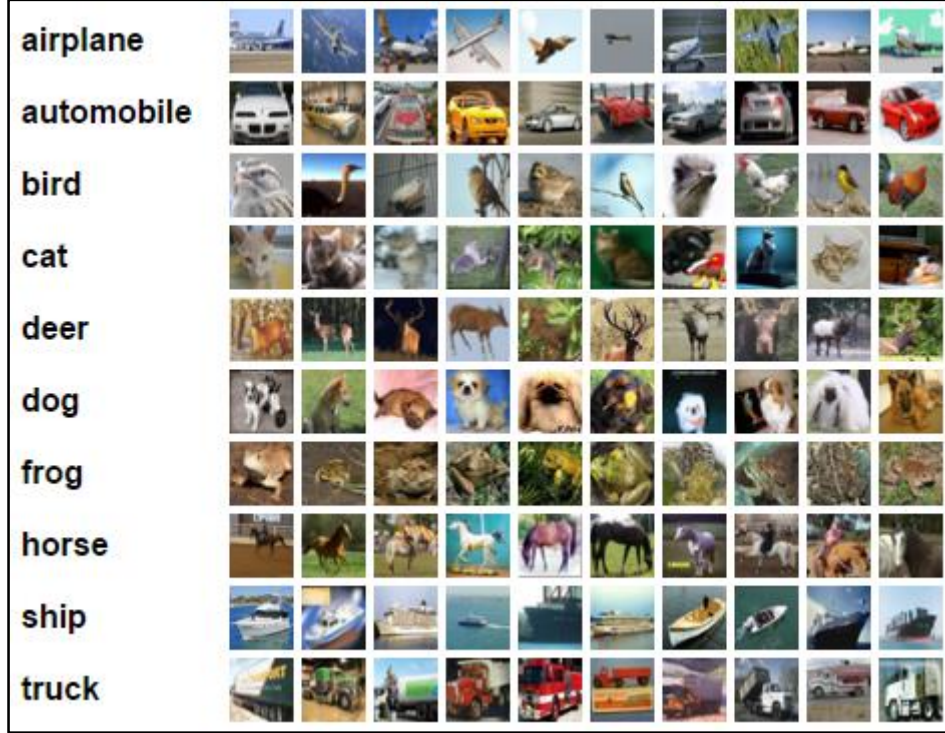 airplane
automobile
bird
cat
deer
dog
frog
horse
ship
truck